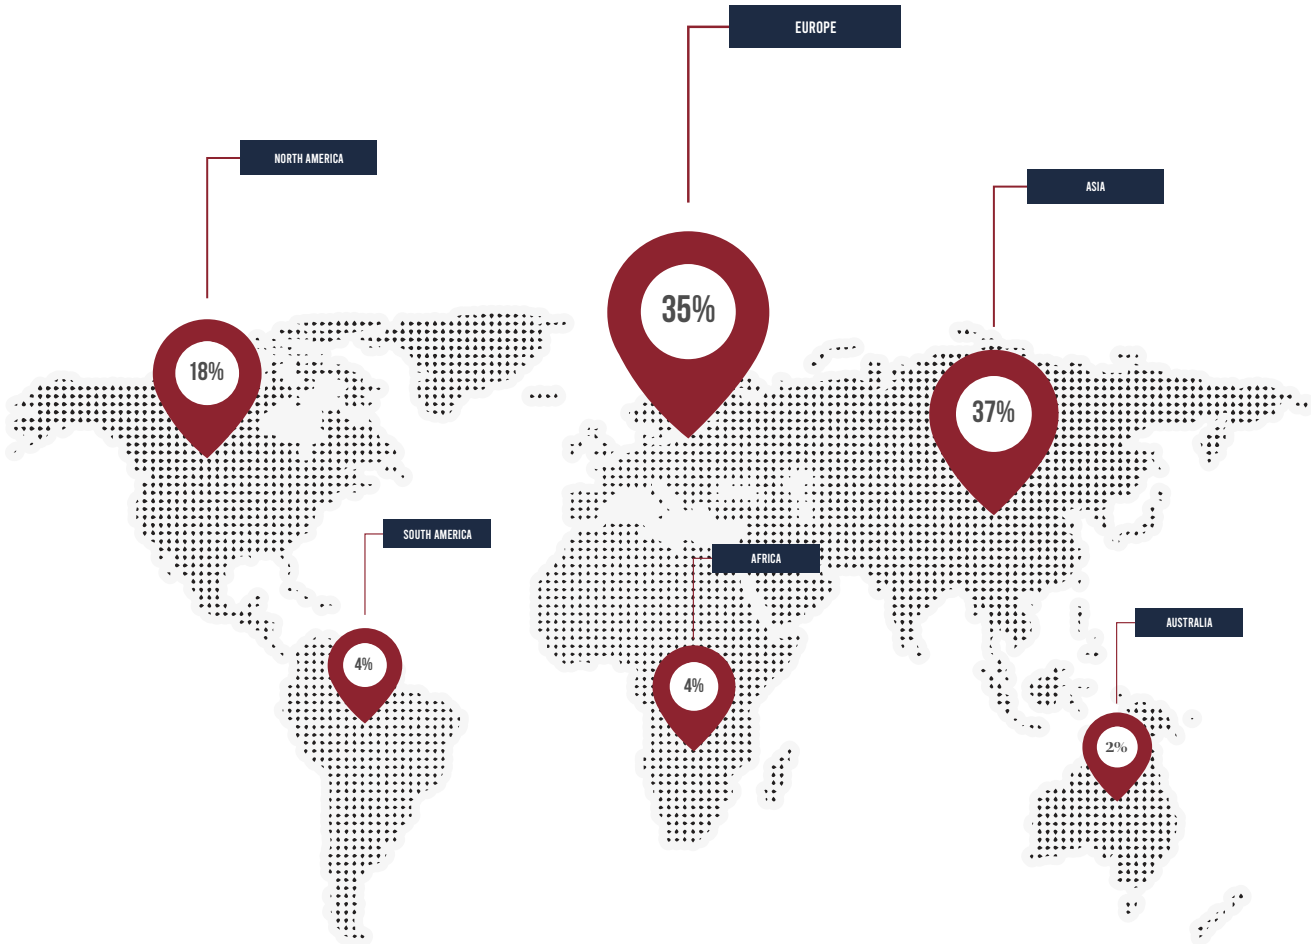 EUROPE
NORTH AMERICA
ASIA
35%
18%
37%
SOUTH AMERICA
AFRICA
AUSTRALIA
4%
4%
2%